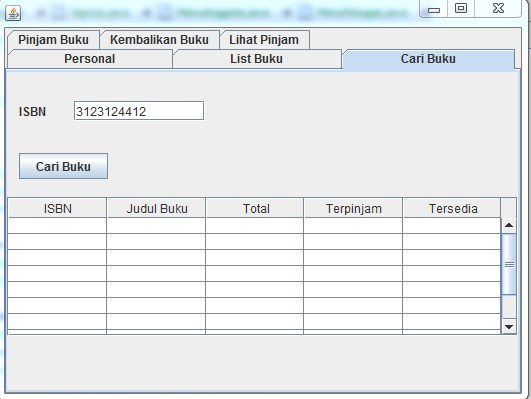 Pinjam Buku Kembalikan Buku Lihat Pinjam
Personal List Buku Cari Buku
ISBN 3123124412
Cari Buku
ISBN Judul Buku Total Terpinjam Tersedia